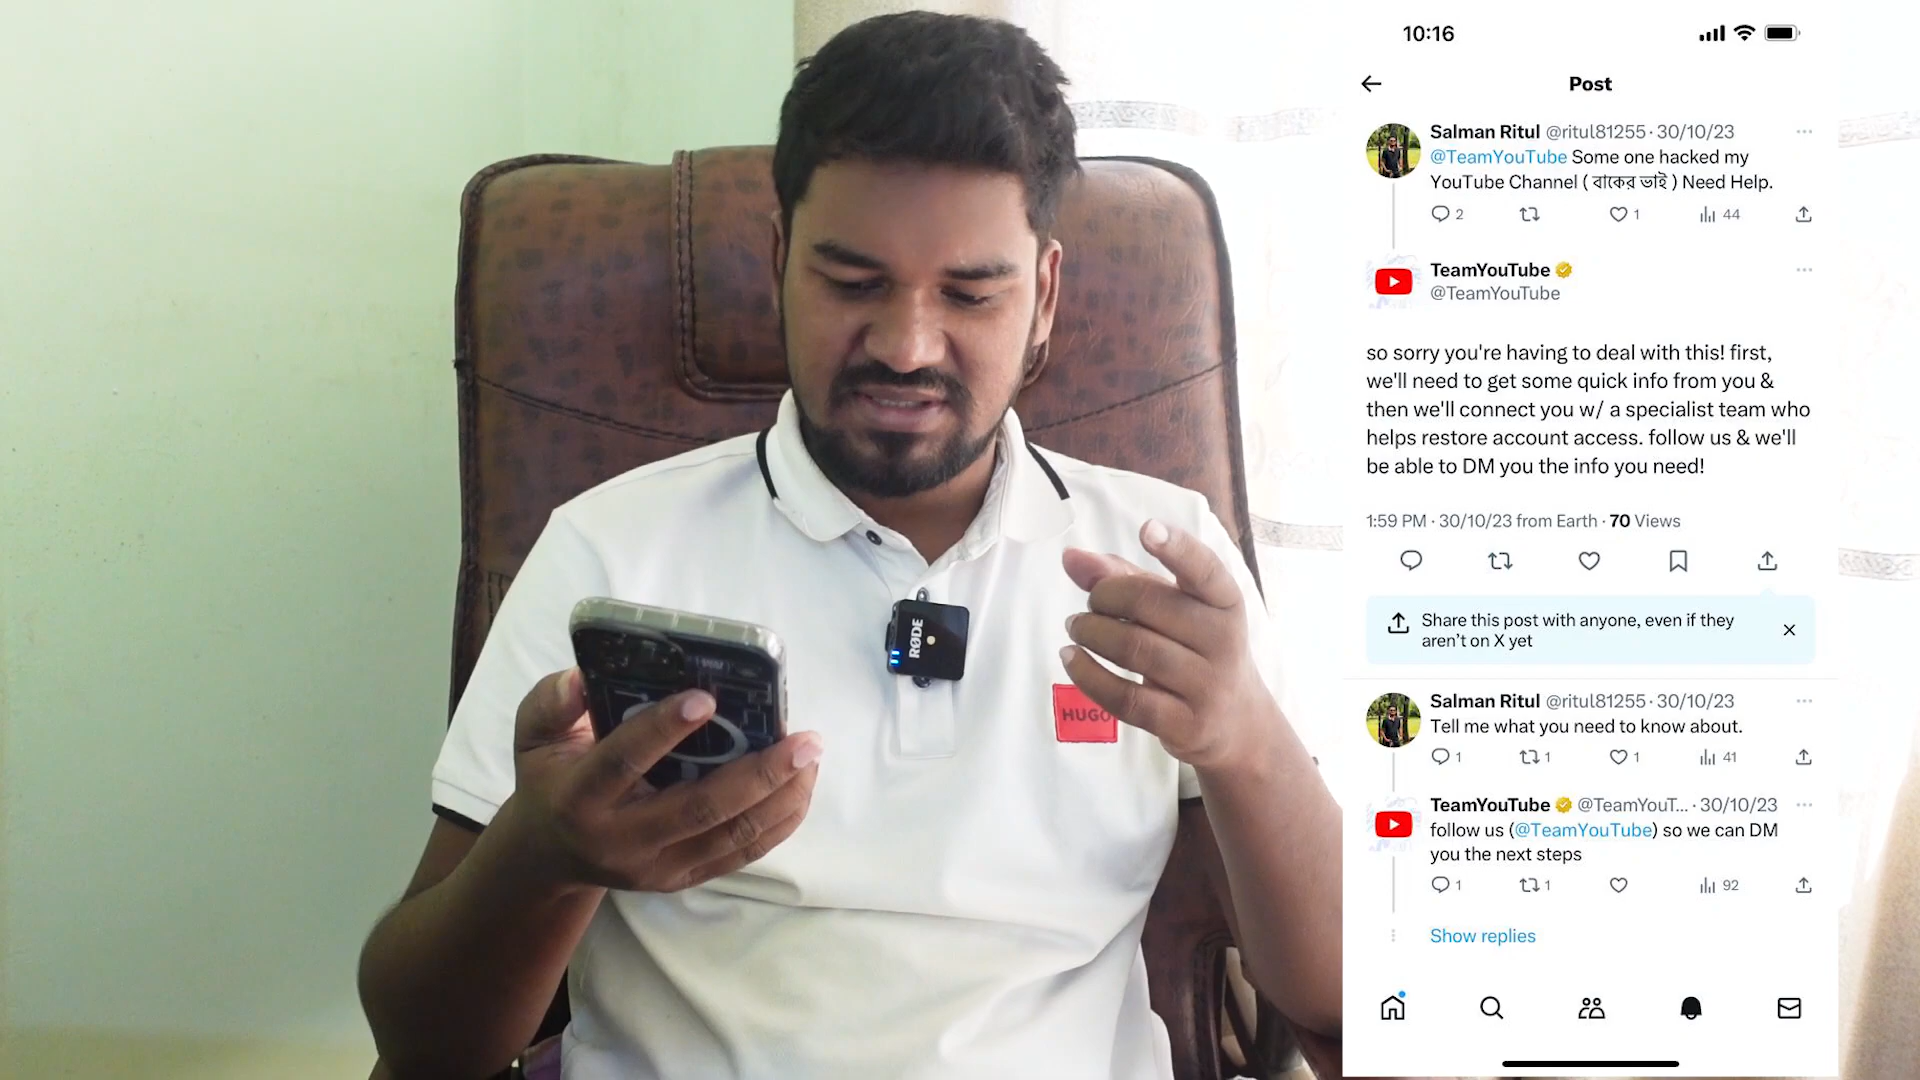 10:16
Post
Salman Ritul @ritul81255 · 30/10/23
@TeamYouTube Some one hacked my
YouTube Channel ( বাকের ভাই ) Need Help.
2 1 44
TeamYouTube
@TeamYouTube
so sorry you're having to deal with this! first,
we'll need to get some quick info from you &
then we'll connect you w/ a specialist team who
helps restore account access. follow us & we'll
be able to DM you the info you need!
1:59 PM · 30/10/23 from Earth · 70 Views
Share this post with anyone, even if they
aren't on X yet
Salman Ritul @ritul81255 · 30/10/23
Tell me what you need to know about.
1 1 1 41
TeamYouTube @TeamYouT... · 30/10/23
follow us (@TeamYouTube) so we can DM
you the next steps
1 1 92
Show replies
RØDE
HUGO